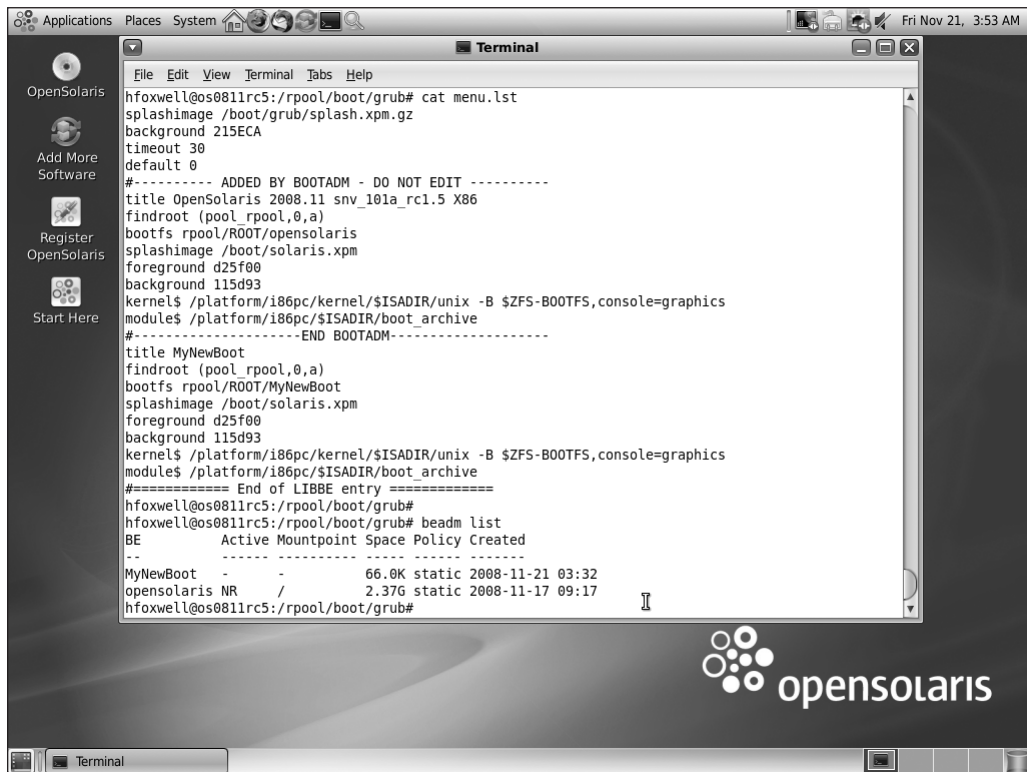 Applications Places System
Fri Nov 21, 3:53 AM
OpenSolaris
Add More
Software
Register
OpenSolaris
Start Here
Terminal
File Edit View Terminal Tabs Help
hfoxwell@os0811rc5:/rpool/boot/grub# cat menu.lst
splashimage /boot/grub/splash.xpm.gz
background 215ECA
timeout 30
default 0
#---------- ADDED BY BOOTADM - DO NOT EDIT ----------
title OpenSolaris 2008.11 snv_101a_rc1.5 X86
findroot (pool_rpool,0,a)
bootfs rpool/ROOT/opensolaris
splashimage /boot/solaris.xpm
foreground d25f00
background 115d93
kernel$ /platform/i86pc/kernel/$ISADIR/unix -B $ZFS-BOOTFS,console=graphics
module$ /platform/i86pc/$ISADIR/boot_archive
#---------------------END BOOTADM--------------------
title MyNewBoot
findroot (pool_rpool,0,a)
bootfs rpool/ROOT/MyNewBoot
splashimage /boot/solaris.xpm
foreground d25f00
background 115d93
kernel$ /platform/i86pc/kernel/$ISADIR/unix -B $ZFS-BOOTFS,console=graphics
module$ /platform/i86pc/$ISADIR/boot_archive
#============ End of LIBBE entry =============
hfoxwell@os0811rc5:/rpool/boot/grub#
hfoxwell@os0811rc5:/rpool/boot/grub# beadm list
BE          Active Mountpoint Space Policy Created
--          ------ ---------- ----- ------ -------
MyNewBoot   -      -          66.0K static 2008-11-21 03:32
opensolaris NR     /          2.37G static 2008-11-17 09:17
hfoxwell@os0811rc5:/rpool/boot/grub#
opensolaris
Terminal